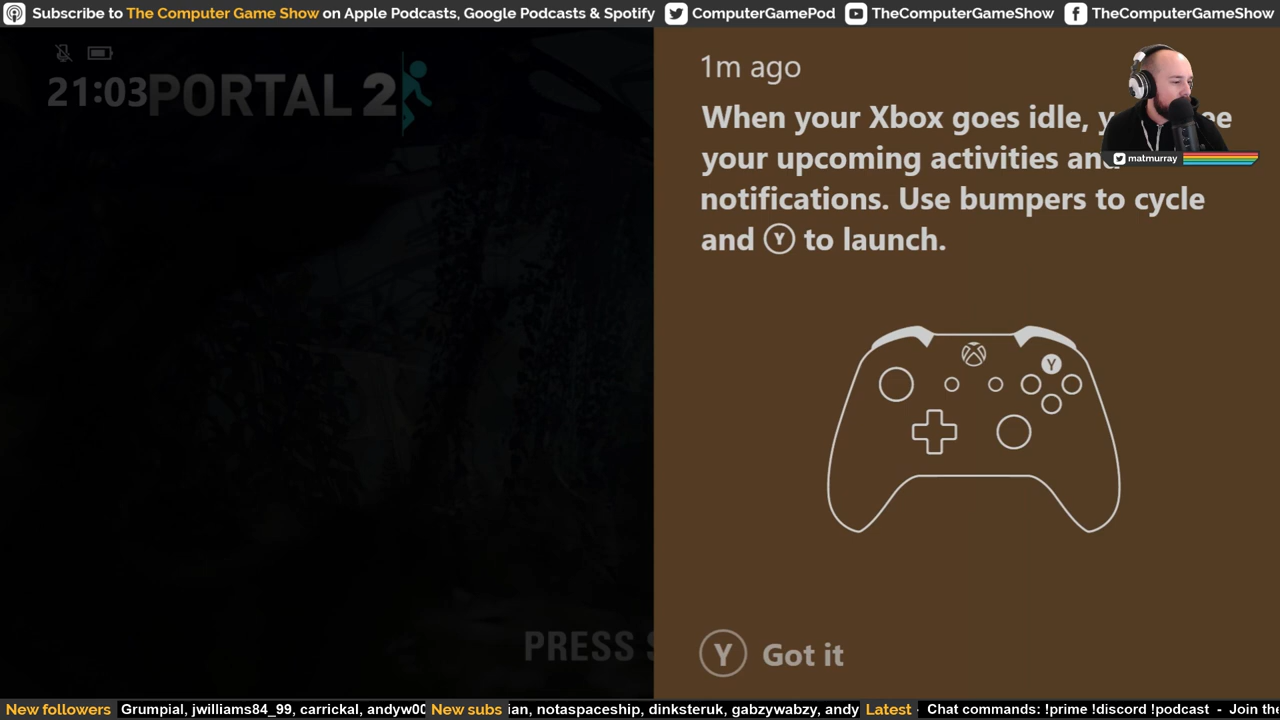 Subscribe to The Computer Game Show on Apple Podcasts, Google Podcasts & Spotify ComputerGamePod TheComputerGameShow TheComputerGameShow
21:03
PORTAL 2
PRESS
1m ago
When your Xbox goes idle,
your upcoming activities and
notifications. Use bumpers to cycle
and Y to launch.
matmurray
Y
Y Got it
New followers Grumpial, jwilliams84_99, carrickal, andyw00 New subs ian, notaspaceship, dinksteruk, gabzywabzy, andy Latest Chat commands: !prime !discord !podcast - Join the